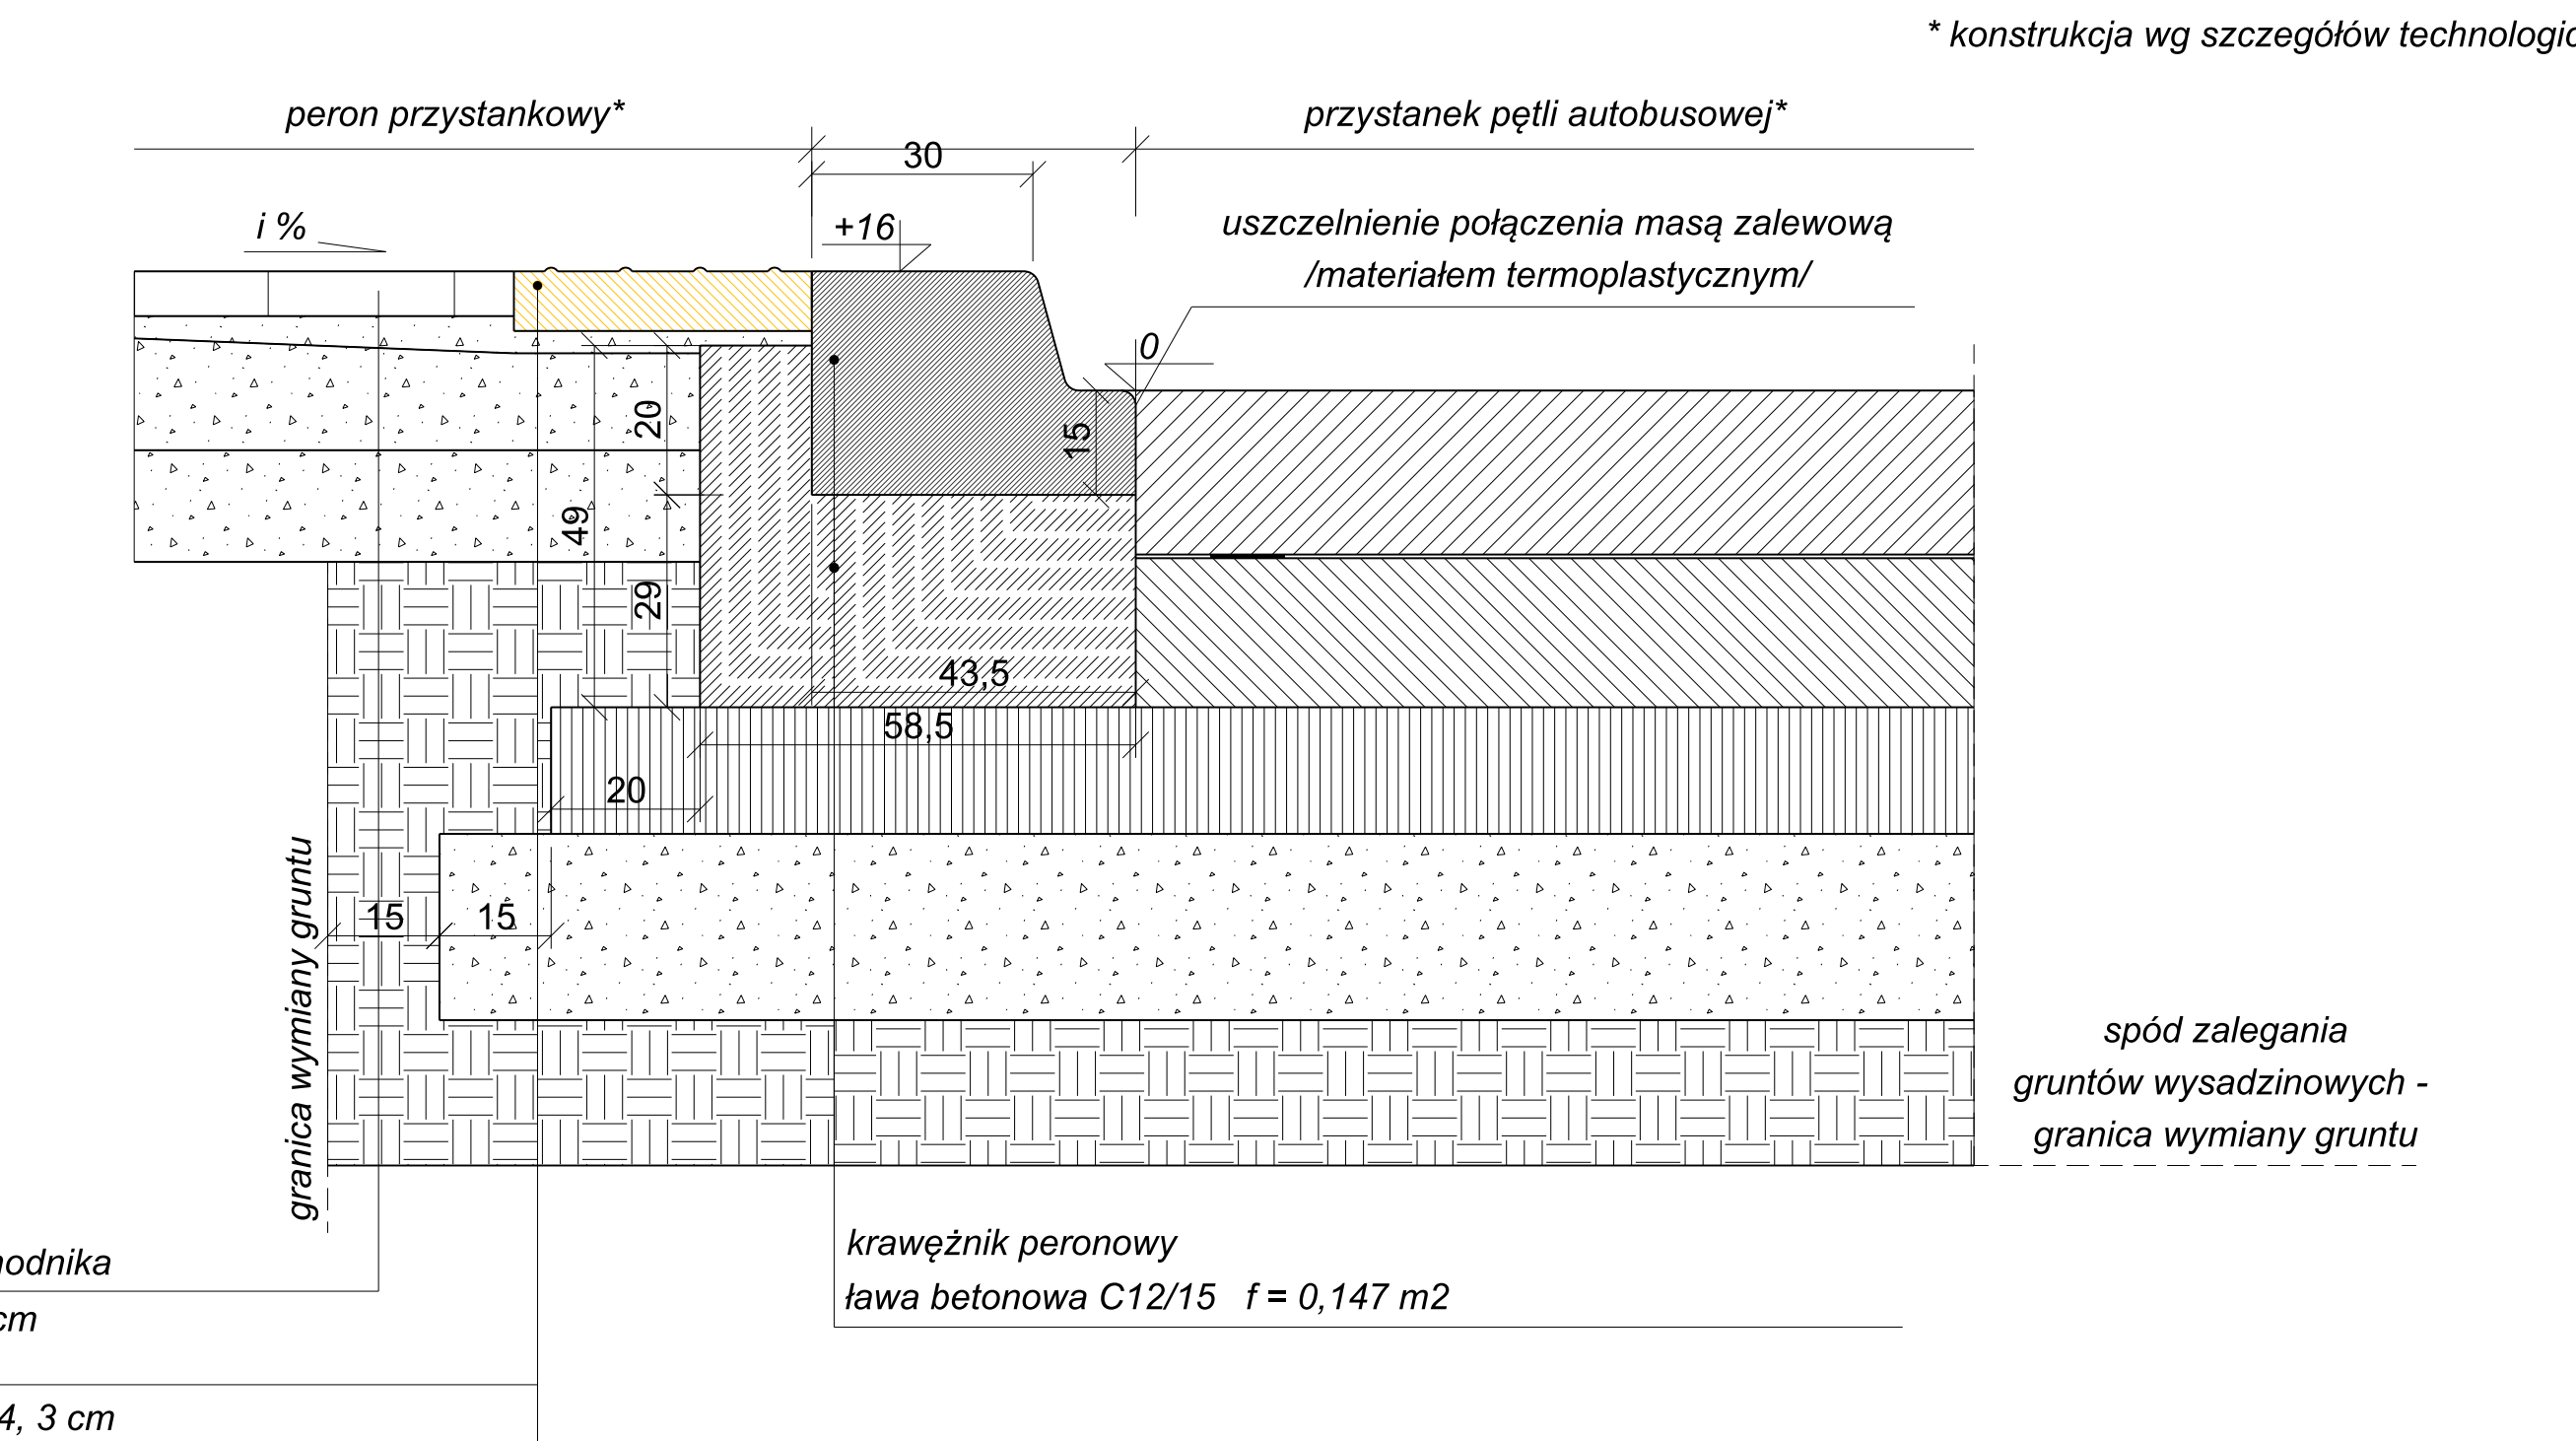 * konstrukcja wg szczegółów
peron przystankowy*
przystanek pętli autobusowej*
30
i %
+16
uszczelnienie połączenia masą zalewową
/materiałem termoplastycznym/
0
20
15
49
29
43,5
58,5
20
15
15
granica wymiany gruntu
spód zalegania
gruntów wysadzinowych -
granica wymiany gruntu
krawężnik peronowy
ława betonowa C12/15 f = 0,147 m2
cm
4, 3 cm